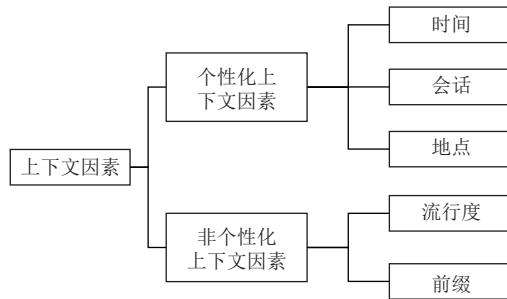 上下文因素
个性化上
下文因素
时间
会话
地点
非个性化
上下文因素
流行度
前缀